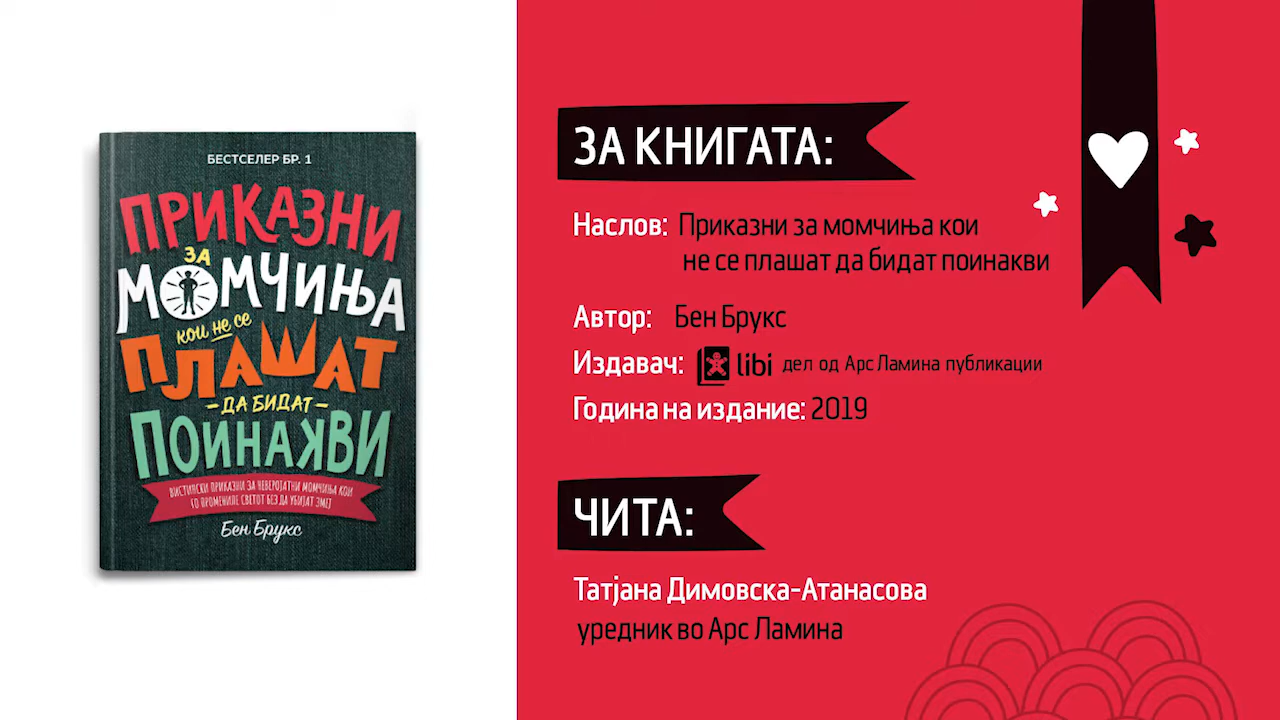 БЕСТСЕЛЕР БР. 1
ПРИКАЗНИ
ЗА
МОМЧИЊА
кои не се
ПЛАШАТ
– ДА БИДАТ –
ПОИНАКВИ
ВИСТИНСКИ ПРИКАЗНИ ЗА НЕВЕРОЈАТНИ МОМЧИЊА КОИ
ГО ПРОМЕНИЛЕ СВЕТОТ БЕЗ ДА УБИЈАТ ЗМЕЈ
Бен Брукс
ЗА КНИГАТА:
Наслов: Приказни за момчиња кои
не се плашат да бидат поинакви
Автор: Бен Брукс
Издавач: libi дел од Арс Ламина публикации
Година на издание: 2019
ЧИТА:
Татјана Димовска-Атанасова
уредник во Арс Ламина